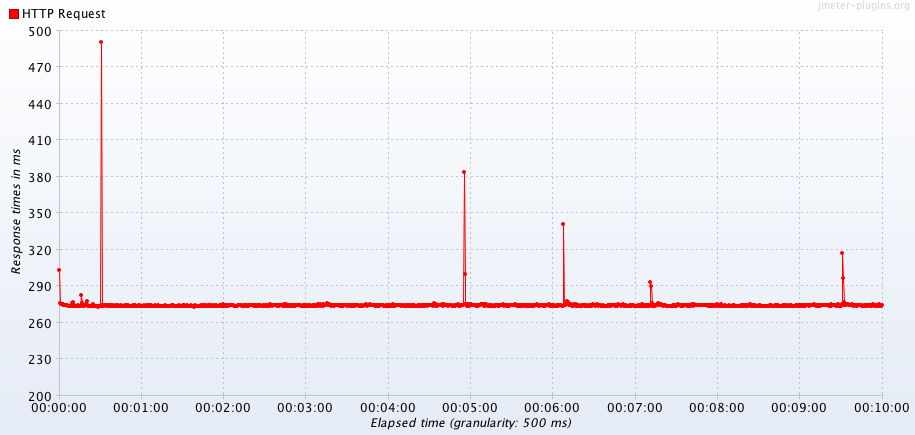 jmeter-plugins.org
HTTP Request
500
470
440
410
380
350
320
290
260
230
200
Response times in ms
00:00:00 00:01:00 00:02:00 00:03:00 00:04:00 00:05:00 00:06:00 00:07:00 00:08:00 00:09:00 00:10:00
Elapsed time (granularity: 500 ms)